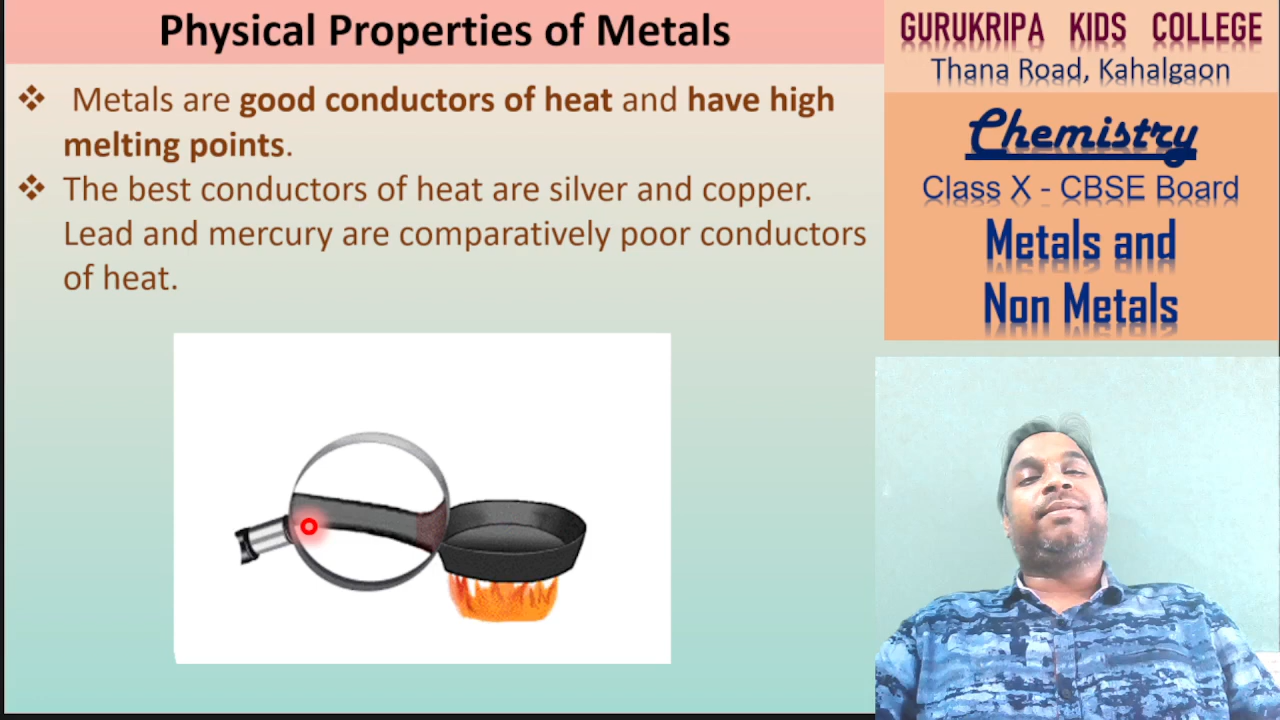 Physical Properties of Metals
❖ Metals are good conductors of heat and have high
melting points.
❖ The best conductors of heat are silver and copper.
Lead and mercury are comparatively poor conductors
of heat.
GURUKRIPA KIDS COLLEGE
Thana Road, Kahalgaon
Chemistry
Class X - CBSE Board
Metals and
Non Metals